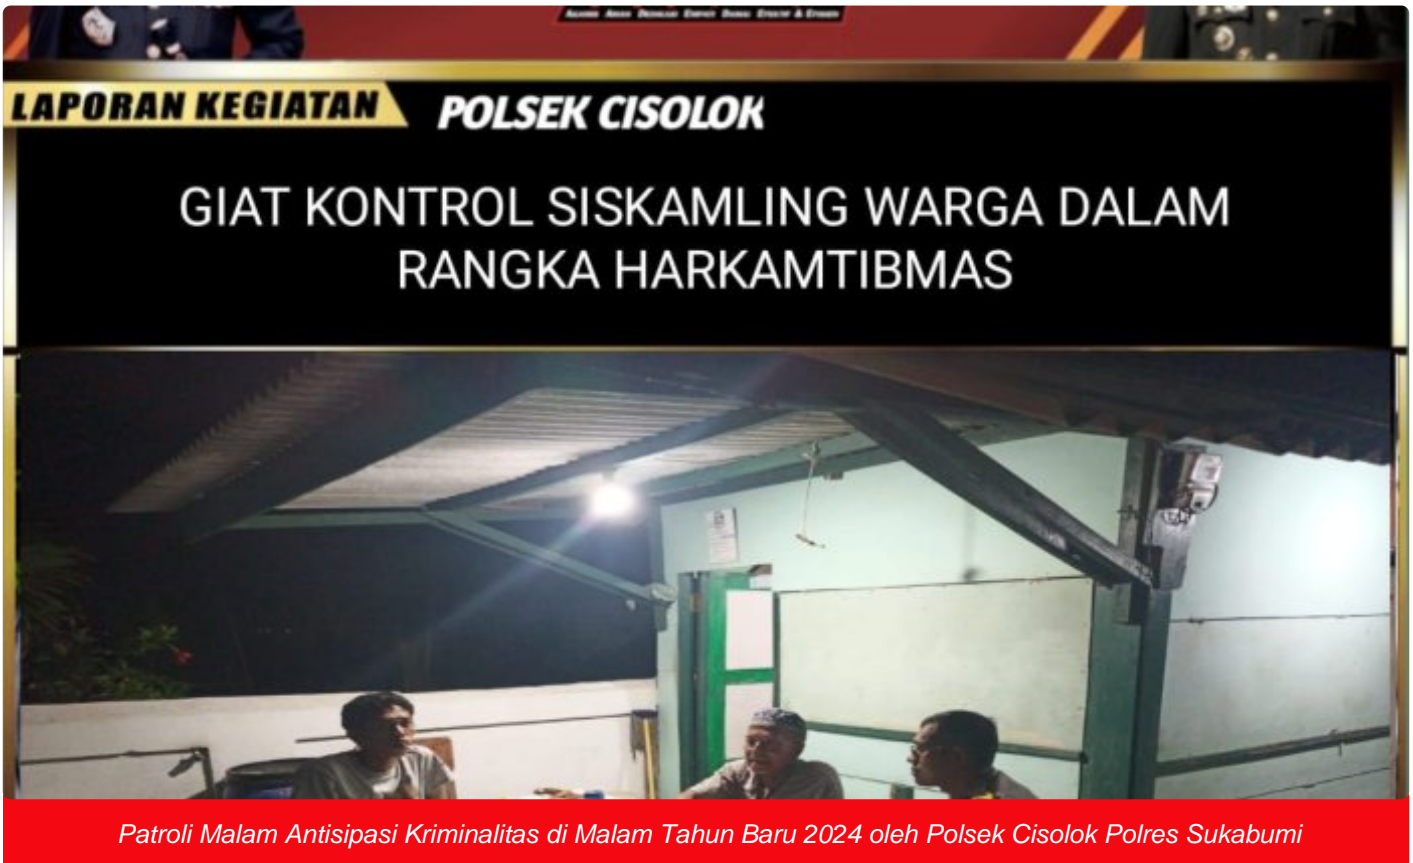 LAPORAN KEGIATAN
POLSEK CISOLOK
GIAT KONTROL SISKAMLING WARGA DALAM
RANGKA HARKAMTIBMAS
Patroli Malam Antisipasi Kriminalitas di Malam Tahun Baru 2024 oleh Polsek Cisolok Polres Sukabumi